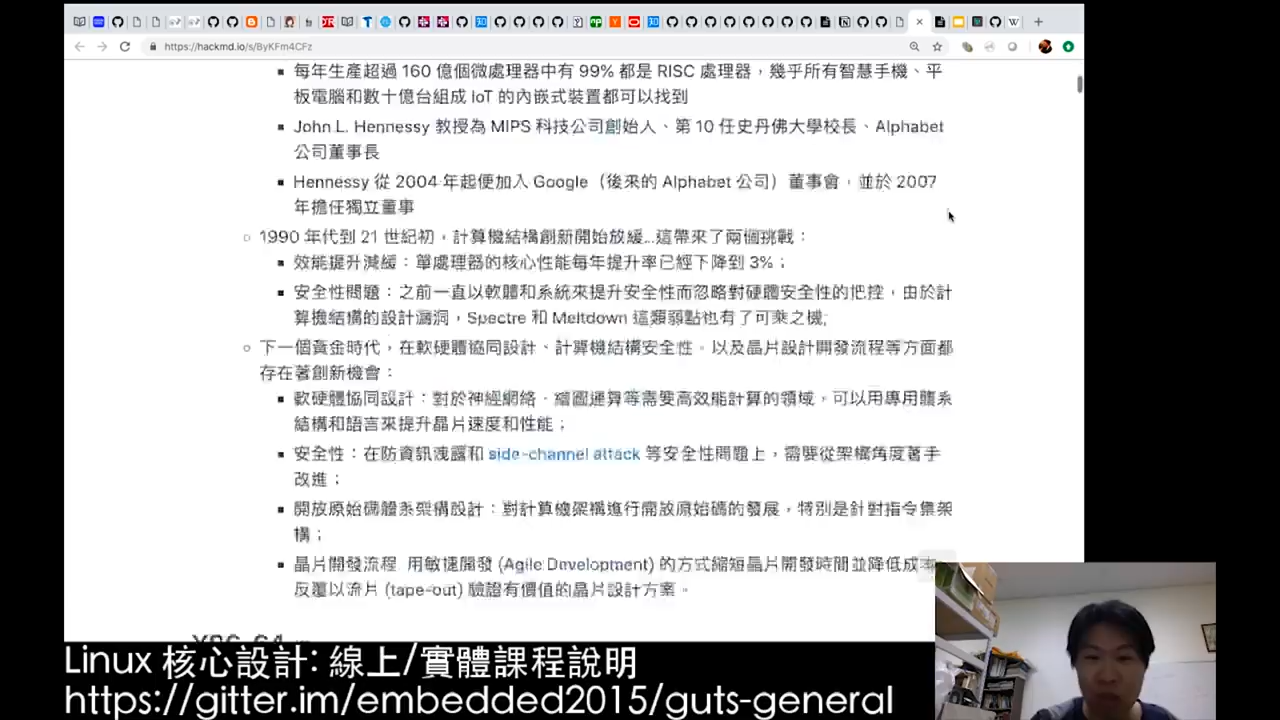 https://hackmd.io/s/ByKFm4CFz
每年生產超過 160 億個微處理器中有 99% 都是 RISC 處理器，幾乎所有智慧手機、平
板電腦和數十億台組成 IoT 的內嵌式裝置都可以找到
John L. Hennessy 教授為 MIPS 科技公司創始人、第 10 任史丹佛大學校長、Alphabet
公司董事長
Hennessy 從 2004 年起便加入 Google（後來的 Alphabet 公司）董事會，並於 2007
年擔任獨立董事
1990 年代到 21 世紀初，計算機結構創新開始放緩…這帶來了兩個挑戰：
效能提升減緩：單處理器的核心性能每年提升率已經下降到 3%；
安全性問題：之前一直以軟體和系統來提升安全性而忽略對硬體安全性的把控，由於計
算機結構的設計漏洞，Spectre 和 Meltdown 這類弱點也有了可乘之機;
下一個黃金時代，在軟硬體協同設計、計算機結構安全性。以及晶片設計開發流程等方面都
存在著創新機會：
軟硬體協同設計：對於神經網絡、繪圖運算等需要高效能計算的領域，可以用專用體系
結構和語言來提升晶片速度和性能；
安全性：在防資訊洩露和 side-channel attack 等安全性問題上，需要從架構角度著手
改進；
開放原始碼體系架構設計：對計算機架構進行開放原始碼的發展，特別是針對指令集架
構；
晶片開發流程 用敏捷開發 (Agile Development) 的方式縮短晶片開發時間並降低成本
反覆以流片 (tape-out) 驗證有價值的晶片設計方案。
Linux 核心設計: 線上/實體課程說明
https://gitter.im/embedded2015/guts-general